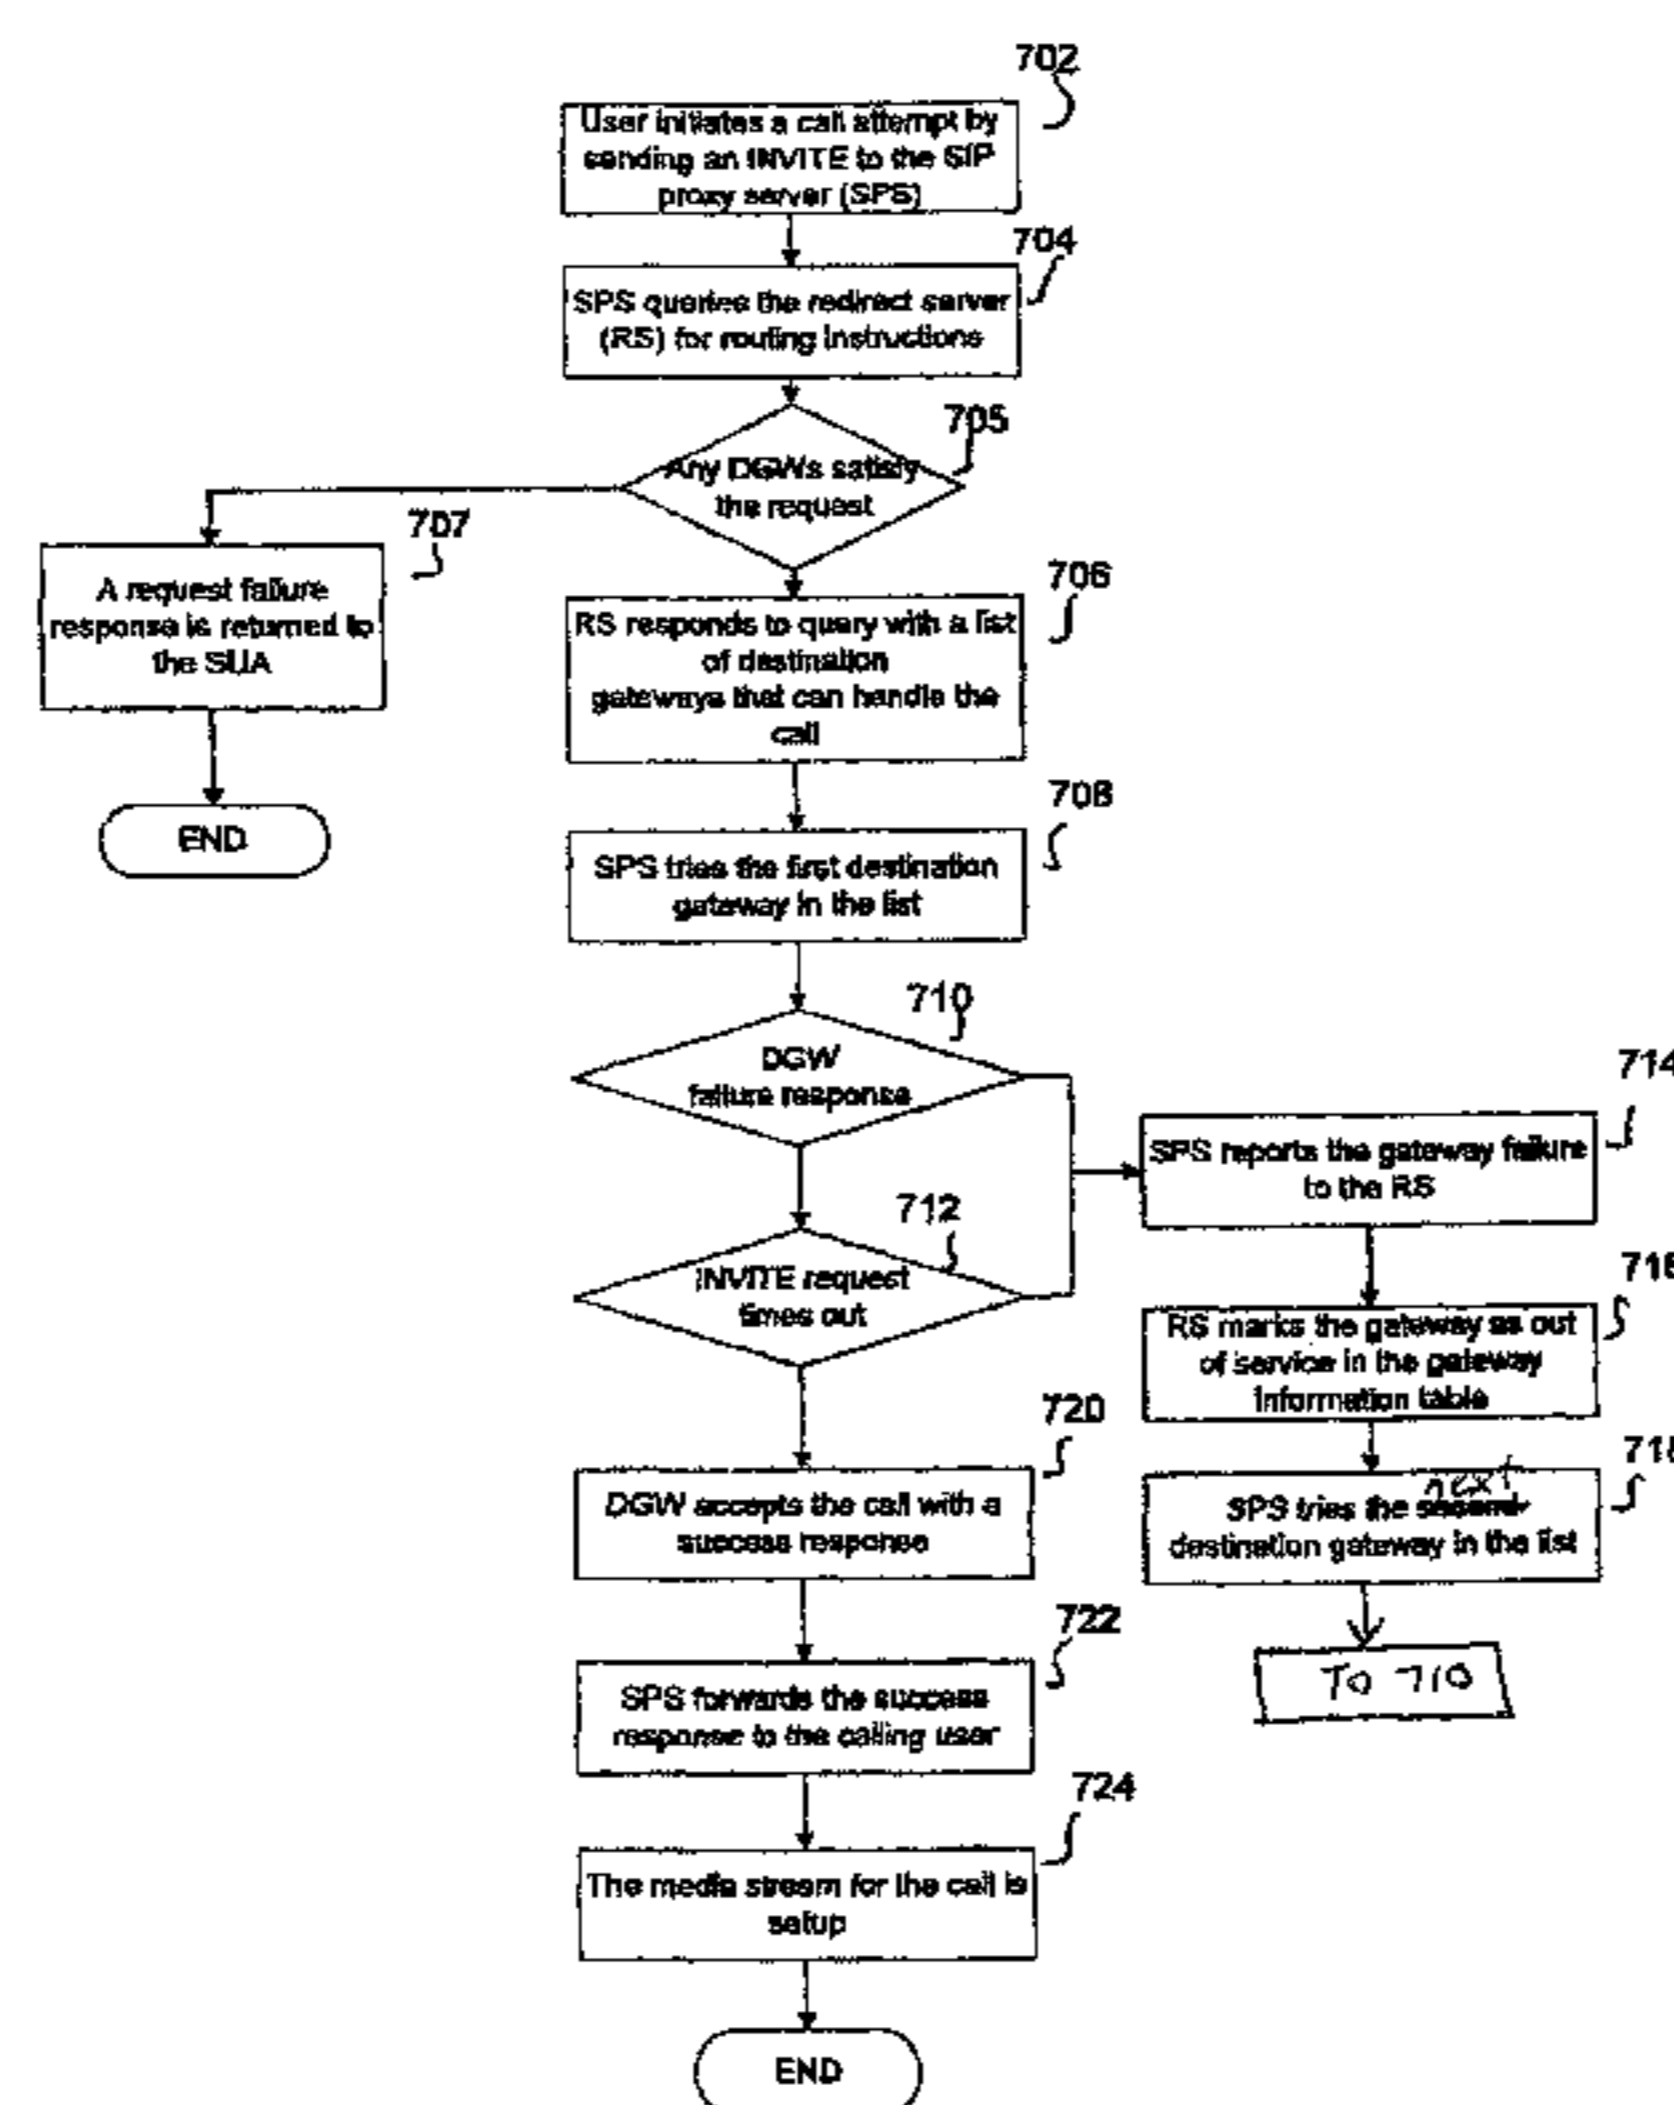 702
User initiates a call attempt by
sending an INVITE to the SIP
proxy server (SPS)
704
SPS queries the redirect server
(RS) for routing instructions
705
Any DGWs satisfy
the request
707
A request failure
response is returned to
the SUA
END
706
RS responds to query with a list
of destination
gateways that can handle the
call
708
SPS tries the first destination
gateway in the list
710
DGW
failure response
712
INVITE request
times out
714
SPS reports the gateway failure
to the RS
716
RS marks the gateway as out
of service in the gateway
information table
718
next
SPS tries the second
destination gateway in the list
TO 710
720
DGW accepts the call with a
success response
722
SPS forwards the success
response to the calling user
724
The media stream for the call is
setup
END